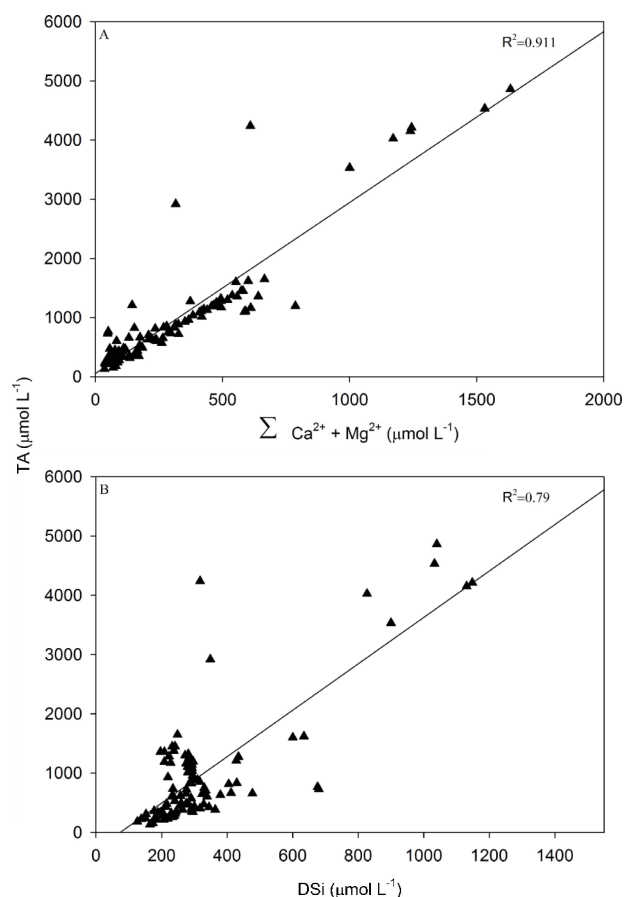 A
R²=0.911
6000
5000
4000
3000
2000
1000
0
0 500 1000 1500 2000
∑ Ca²⁺ + Mg²⁺ (μmol L⁻¹)
TA (μmol L⁻¹)
B
R²=0.79
6000
5000
4000
3000
2000
1000
0
0 200 400 600 800 1000 1200 1400
DSi (μmol L⁻¹)